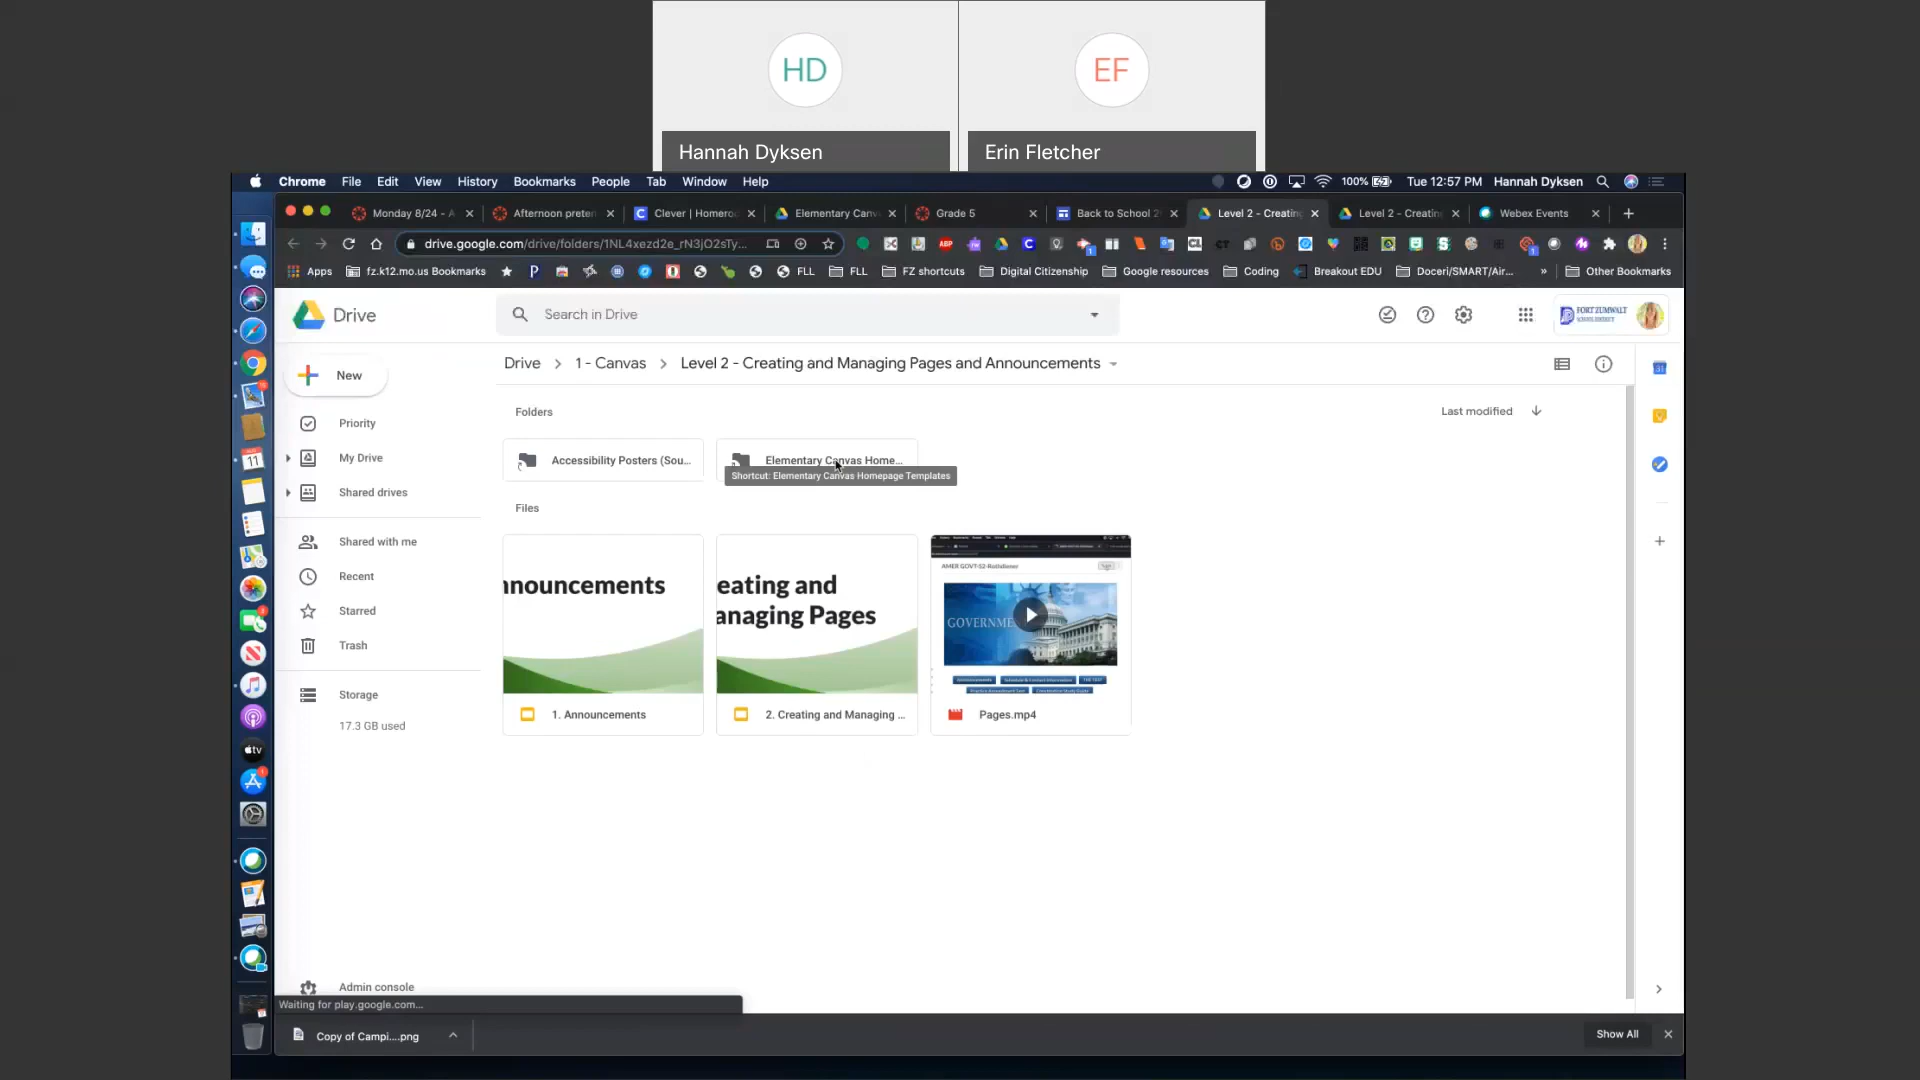 HD
EF
Hannah Dyksen
Erin Fletcher
Chrome File Edit View History Bookmarks People Tab Window Help
100% Tue 12:57 PM Hannah Dyksen
Monday 8/24 - A
Afternoon preten
Clever | Homero
Elementary Canv
Grade 5
Back to School 2
Level 2 - Creating
Level 2 - Creatin
Webex Events
drive.google.com/drive/folders/1NL4xezd2e_rN3jO2sTy...
Apps fz.k12.mo.us Bookmarks FLL FLL FZ shortcuts Digital Citizenship Google resources Coding Breakout EDU Doceri/SMART/Air... » Other Bookmarks
Drive
Search in Drive
FORT ZUMWALT
SCHOOL DISTRICT
Drive > 1 - Canvas > Level 2 - Creating and Managing Pages and Announcements
New
Folders
Last modified
Priority
My Drive
Shared drives
Shared with me
Recent
Starred
Trash
Storage
17.3 GB used
Admin console
Accessibility Posters (Sou...
Elementary Canvas Home...
Shortcut: Elementary Canvas Homepage Templates
Files
nnouncements
eating and
anaging Pages
GOVERNME
1. Announcements
2. Creating and Managing ...
Pages.mp4
Waiting for play.google.com...
Copy of Campi....png
Show All